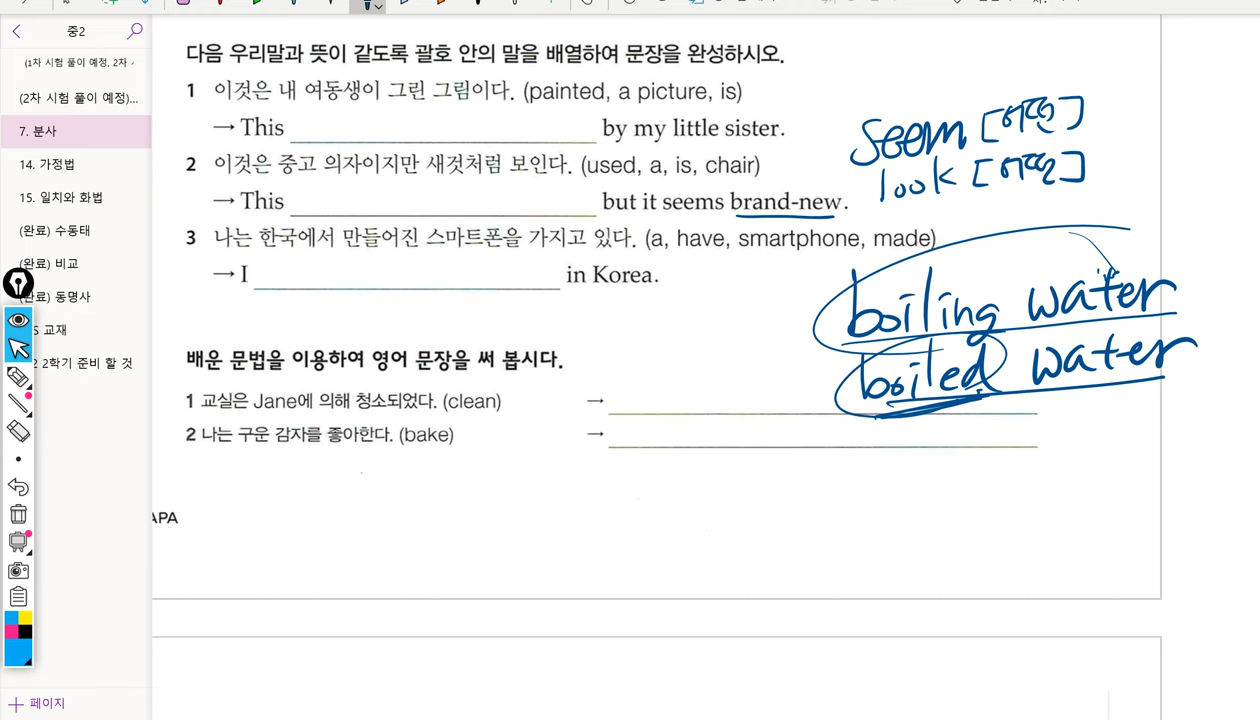 중2
(1차 시험 풀이 예정, 2차
(2차 시험 풀이 예정)...
7. 분사
14. 가정법
15. 일치와 화법
(완료) 수동태
(완료) 비교
(완료) 동명사
교재
2 2학기 준비 할 것
페이지
다음 우리말과 뜻이 같도록 괄호 안의 말을 배열하여 문장을 완성하시오.
1 이것은 내 여동생이 그린 그림이다. (painted, a picture, is)
→ This by my little sister.
2 이것은 중고 의자이지만 새것처럼 보인다. (used, a, is, chair)
→ This but it seems brand-new.
3 나는 한국에서 만들어진 스마트폰을 가지고 있다. (a, have, smartphone, made)
→ I in Korea.
seem [형]
look [형]
boiling water
boiled water
배운 문법을 이용하여 영어 문장을 써 봅시다.
1 교실은 Jane에 의해 청소되었다. (clean) →
2 나는 구운 감자를 좋아한다. (bake) →
APA